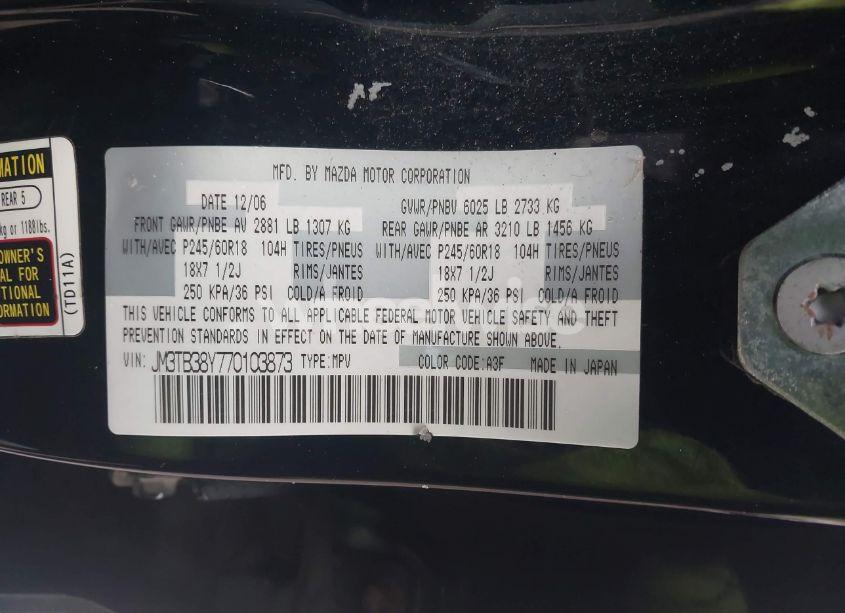 MATION
REAR 5
kg or 1188lbs.
OWNER'S
AL FOR
TIONAL
ORMATION
(TD11A)
MFD. BY MAZDA MOTOR CORPORATION
DATE 12/06 GVWR/PNBV 6025 LB 2733 KG
FRONT GAWR/PNBE AV 2881 LB 1307 KG REAR GAWR/PNBE AR 3210 LB 1456 KG
WITH/AVEC P245/60R18 104H TIRES/PNEUS WITH/AVEC P245/60R18 104H TIRES/PNEUS
18X7 1/2J RIMS/JANTES 18X7 1/2J RIMS/JANTES
250 KPA/36 PSI COLD/A FROID 250 KPA/36 PSI COLD/A FROID
THIS VEHICLE CONFORMS TO ALL APPLICABLE FEDERAL MOTOR VEHICLE SAFETY AND THEFT
PREVENTION STANDARDS IN EFFECT ON THE DATE OF MANUFACTURE SHOWN ABOVE.
VIN: JM3TB38Y770103873 TYPE:MPV COLOR CODE:A3F MADE IN JAPAN